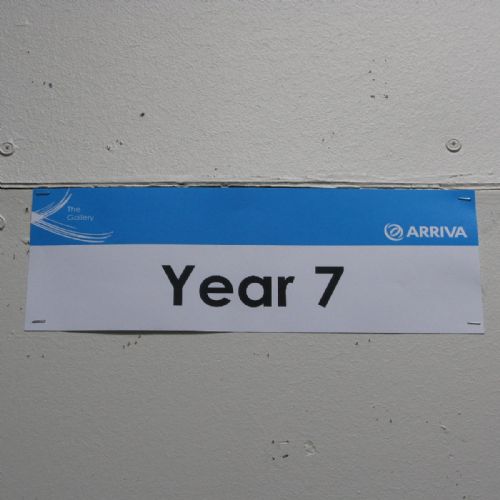 The
Gallery
ARRIVA
Year 7